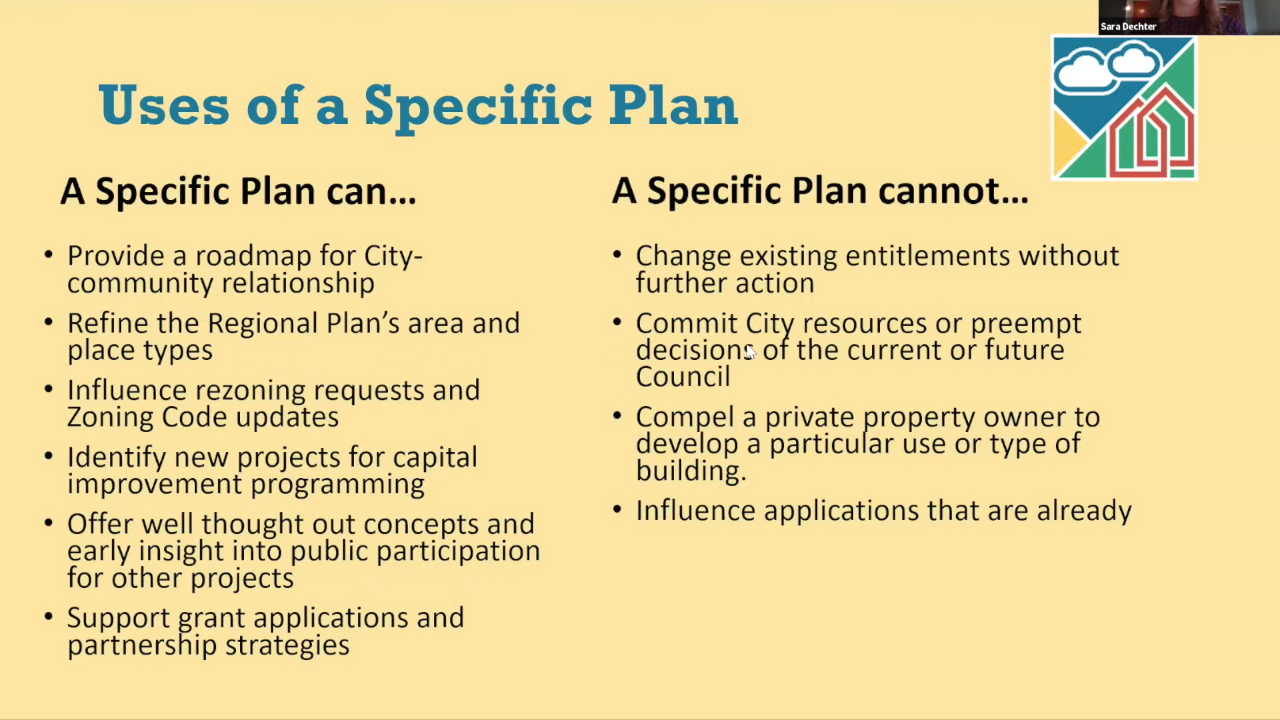 Sara Dechter
Uses of a Specific Plan
A Specific Plan can…
• Provide a roadmap for City-
community relationship
• Refine the Regional Plan’s area and
place types
• Influence rezoning requests and
Zoning Code updates
• Identify new projects for capital
improvement programming
• Offer well thought out concepts and
early insight into public participation
for other projects
• Support grant applications and
partnership strategies
A Specific Plan cannot…
• Change existing entitlements without
further action
• Commit City resources or preempt
decisions of the current or future
Council
• Compel a private property owner to
develop a particular use or type of
building.
• Influence applications that are already